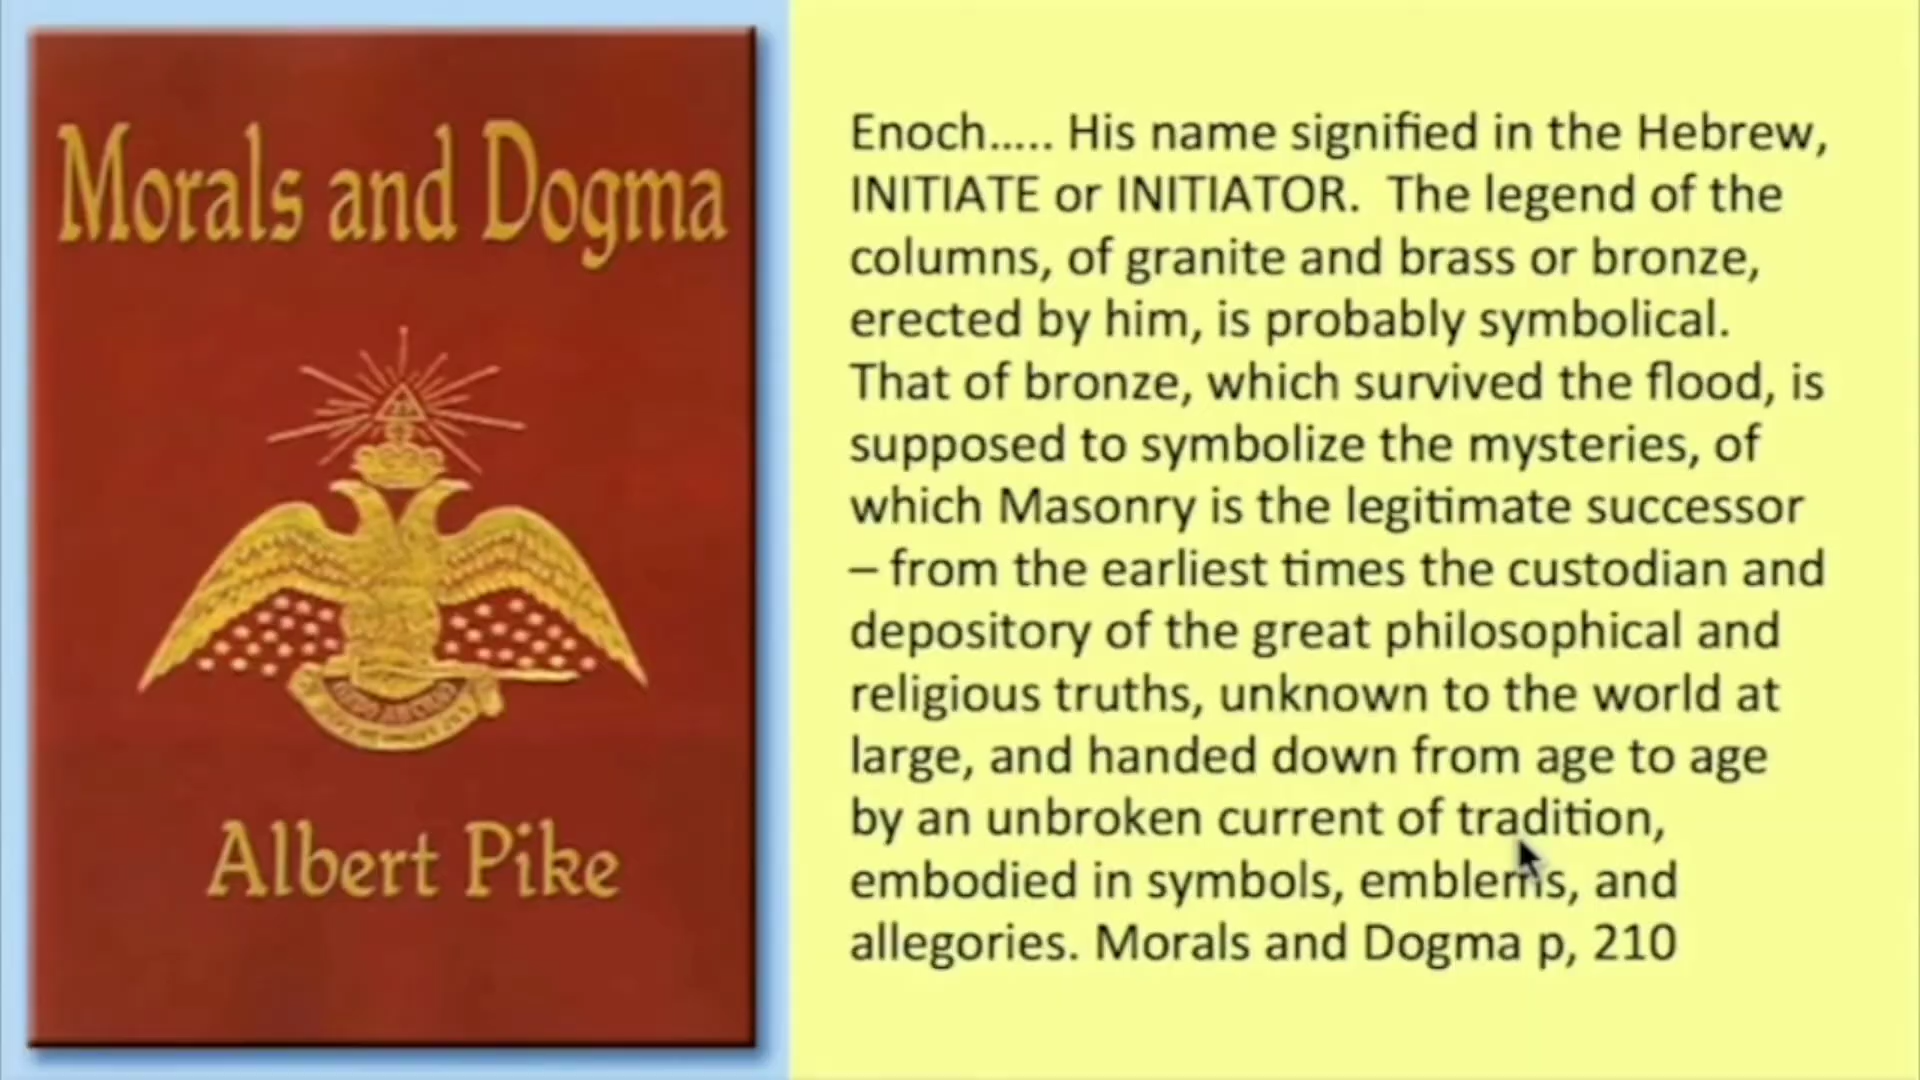 Morals and Dogma
Albert Pike
Enoch..... His name signified in the Hebrew,
INITIATE or INITIATOR.  The legend of the
columns, of granite and brass or bronze,
erected by him, is probably symbolical.
That of bronze, which survived the flood, is
supposed to symbolize the mysteries, of
which Masonry is the legitimate successor
– from the earliest times the custodian and
depository of the great philosophical and
religious truths, unknown to the world at
large, and handed down from age to age
by an unbroken current of tradition,
embodied in symbols, emblems, and
allegories. Morals and Dogma p, 210